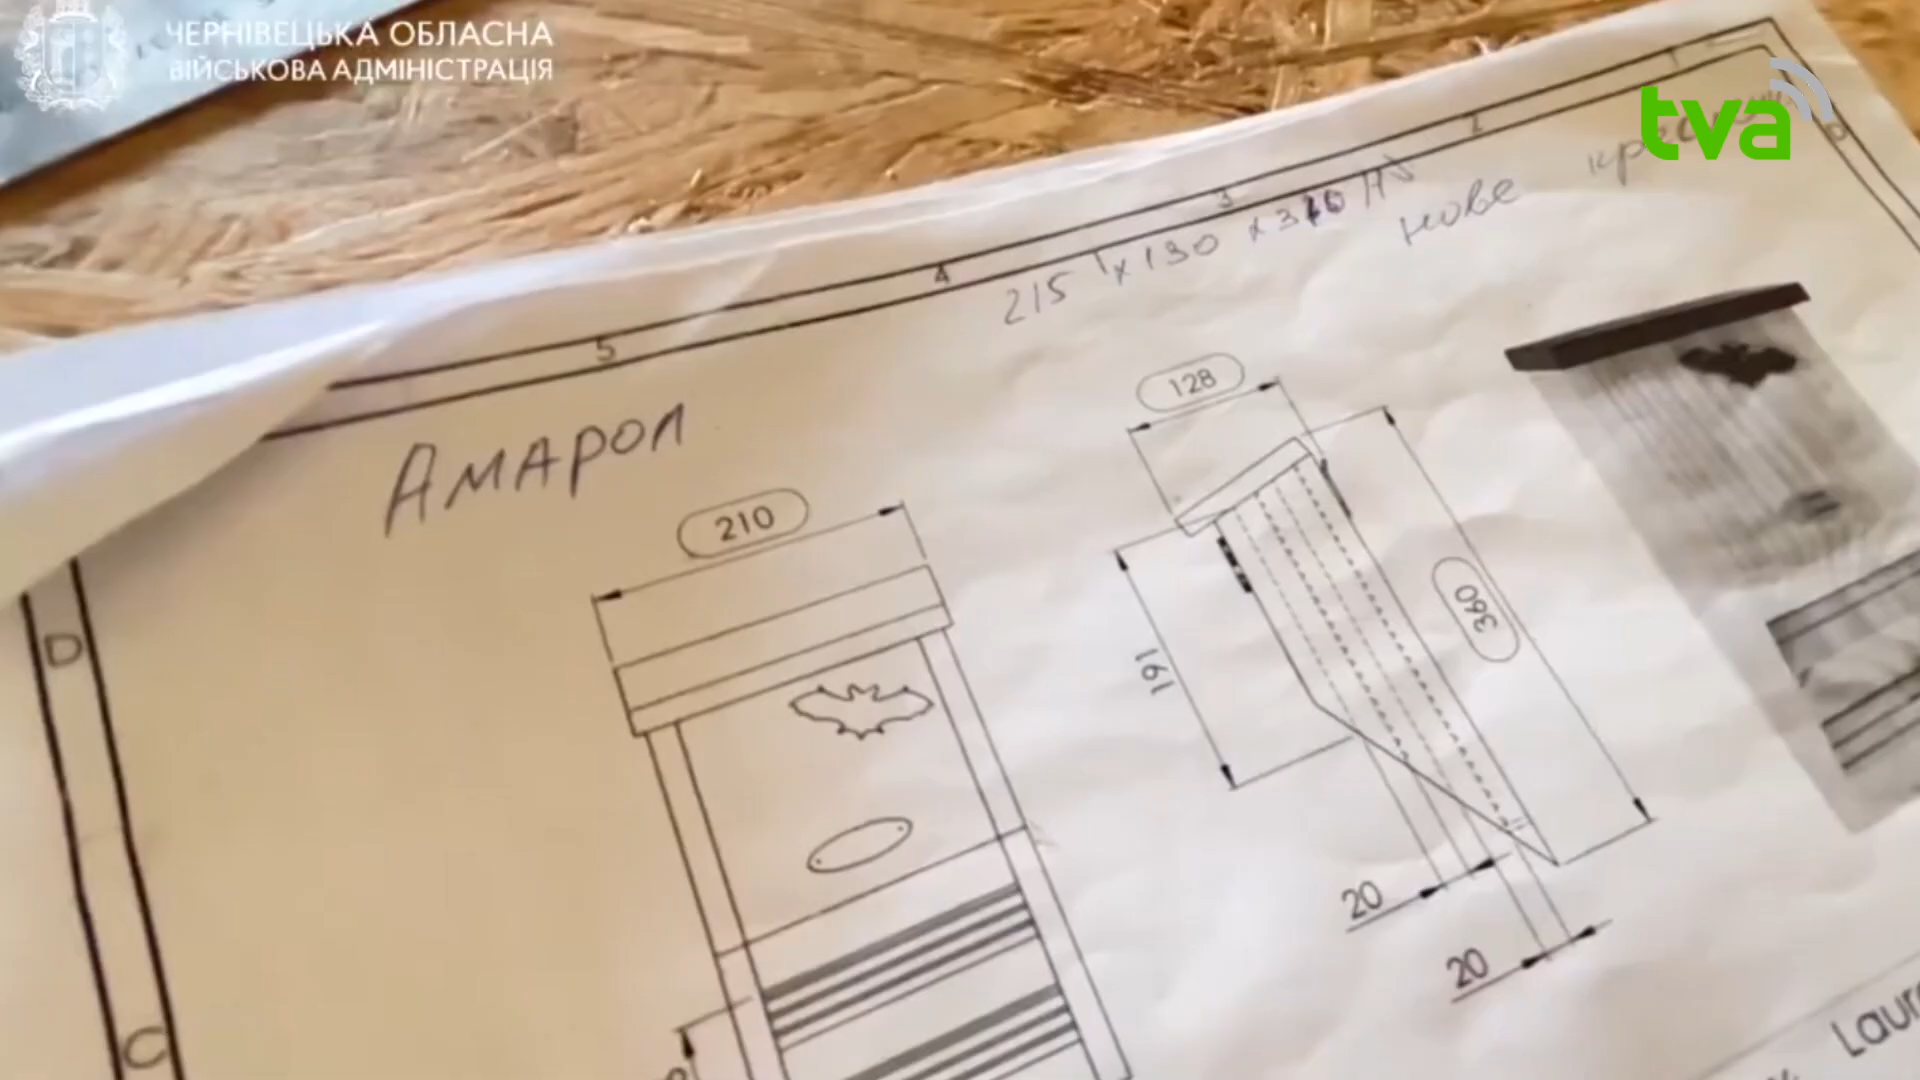 ЧЕРНІВЕЦЬКА ОБЛАСНА
ВІЙСЬКОВА АДМІНІСТРАЦІЯ
tva
2
3
4
5
215 x 130 x
нове
Амарол
128
210
360
191
20
20
D
D
C